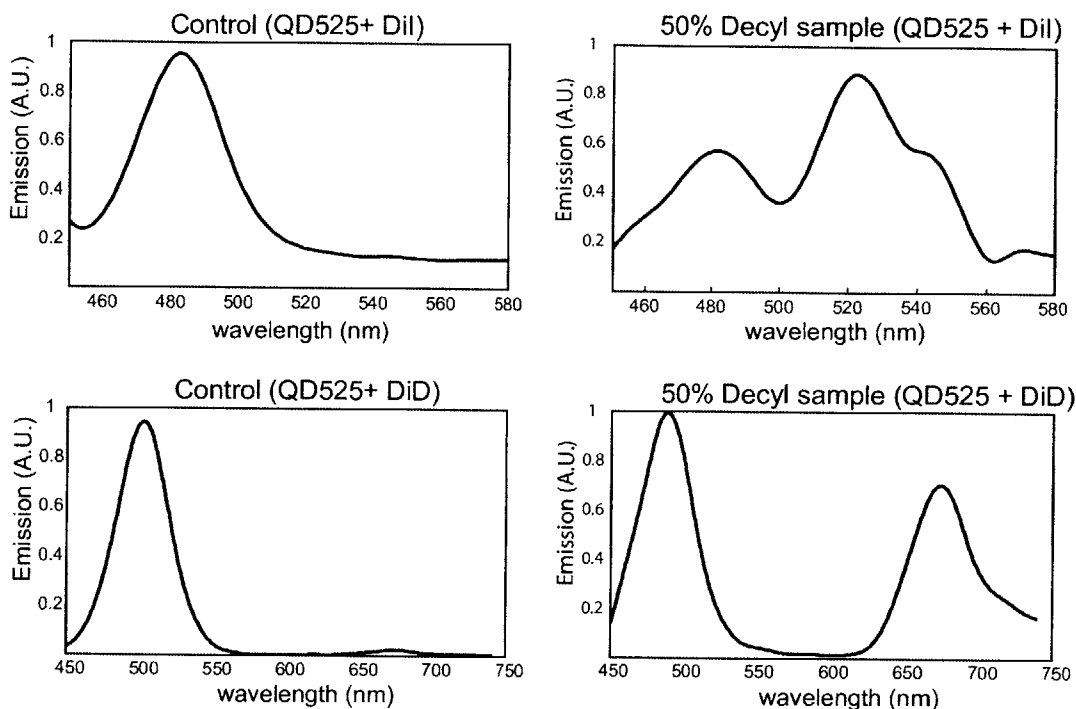 Control (QD525+ DiI)
Emission (A.U.)
1
0.8
0.6
0.4
0.2
460 480 500 520 540 560 580
wavelength (nm)
50% Decyl sample (QD525 + DiI)
Emission (A.U.)
1
0.8
0.6
0.4
0.2
460 480 500 520 540 560 580
wavelength (nm)
Control (QD525+ DiD)
Emission (A.U.)
1
0.8
0.6
0.4
0.2
450 500 550 600 650 700 750
wavelength (nm)
50% Decyl sample (QD525 + DiD)
Emission (A.U.)
1
0.8
0.6
0.4
0.2
450 500 550 600 650 700 750
wavelength (nm)